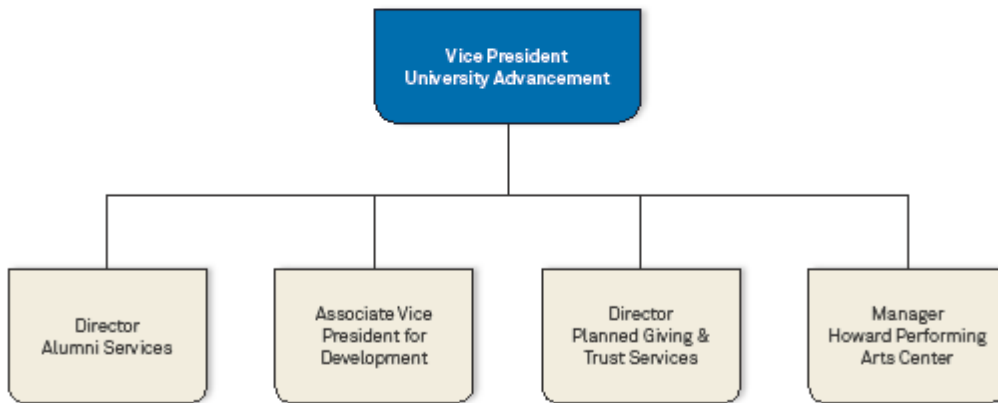 Vice President
University Advancement
Director
Alumni Services
Associate Vice
President for
Development
Director
Planned Giving &
Trust Services
Manager
Howard Performing
Arts Center